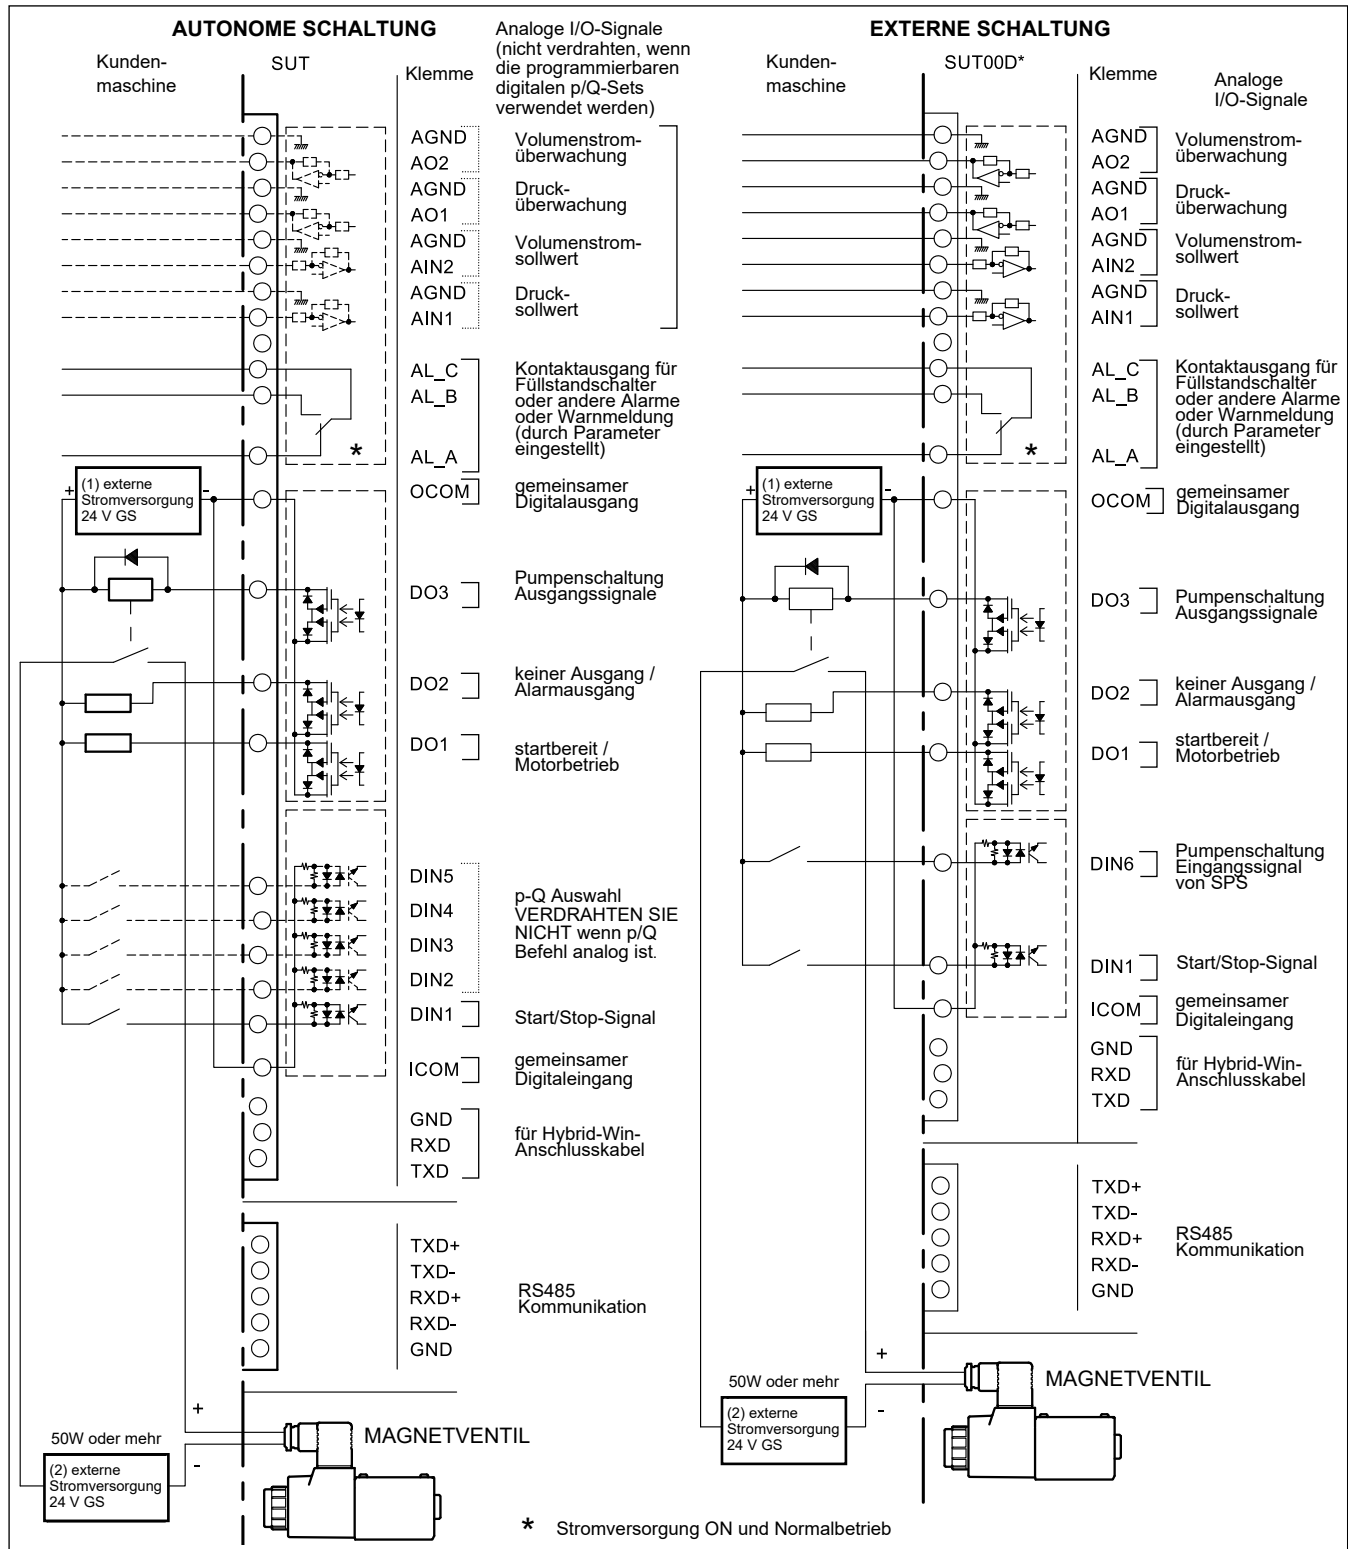 AUTONOME SCHALTUNG
Kunden-
maschine
SUT
Klemme
Analoge I/O-Signale
(nicht verdrahten, wenn
die programmierbaren
digitalen p/Q-Sets
verwendet werden)
AGND
AO2
Volumenstrom-
überwachung
AGND
AO1
Druck-
überwachung
AGND
AIN2
Volumenstrom-
sollwert
AGND
AIN1
Druck-
sollwert
AL_C
AL_B
AL_A
Kontaktausgang für
Füllstandschalter
oder andere Alarme
oder Warnmeldung
(durch Parameter
eingestellt)
*
+
(1) externe
Stromversorgung
24 V GS
-
OCOM
gemeinsamer
Digitalausgang
DO3
Pumpenschaltung
Ausgangssignale
DO2
keiner Ausgang /
Alarmausgang
DO1
startbereit /
Motorbetrieb
DIN5
DIN4
DIN3
DIN2
p-Q Auswahl
VERDRAHTEN SIE
NICHT wenn p/Q
Befehl analog ist.
DIN1
Start/Stop-Signal
ICOM
gemeinsamer
Digitaleingang
GND
RXD
TXD
für Hybrid-Win-
Anschlusskabel
TXD+
TXD-
RXD+
RXD-
GND
RS485
Kommunikation
+
-
MAGNETVENTIL
50W oder mehr
(2) externe
Stromversorgung
24 V GS
EXTERNE SCHALTUNG
Kunden-
maschine
SUT00D*
Klemme
Analoge
I/O-Signale
AGND
AO2
Volumenstrom-
überwachung
AGND
AO1
Druck-
überwachung
AGND
AIN2
Volumenstrom-
sollwert
AGND
AIN1
Druck-
sollwert
AL_C
AL_B
AL_A
Kontaktausgang für
Füllstandschalter
oder andere Alarme
oder Warnmeldung
(durch Parameter
eingestellt)
*
+
(1) externe
Stromversorgung
24 V GS
-
OCOM
gemeinsamer
Digitalausgang
DO3
Pumpenschaltung
Ausgangssignale
DO2
keiner Ausgang /
Alarmausgang
DO1
startbereit /
Motorbetrieb
DIN6
Pumpenschaltung
Eingangssignal
von SPS
DIN1
Start/Stop-Signal
ICOM
gemeinsamer
Digitaleingang
GND
RXD
TXD
für Hybrid-Win-
Anschlusskabel
TXD+
TXD-
RXD+
RXD-
GND
RS485
Kommunikation
+
-
MAGNETVENTIL
50W oder mehr
(2) externe
Stromversorgung
24 V GS
* Stromversorgung ON und Normalbetrieb